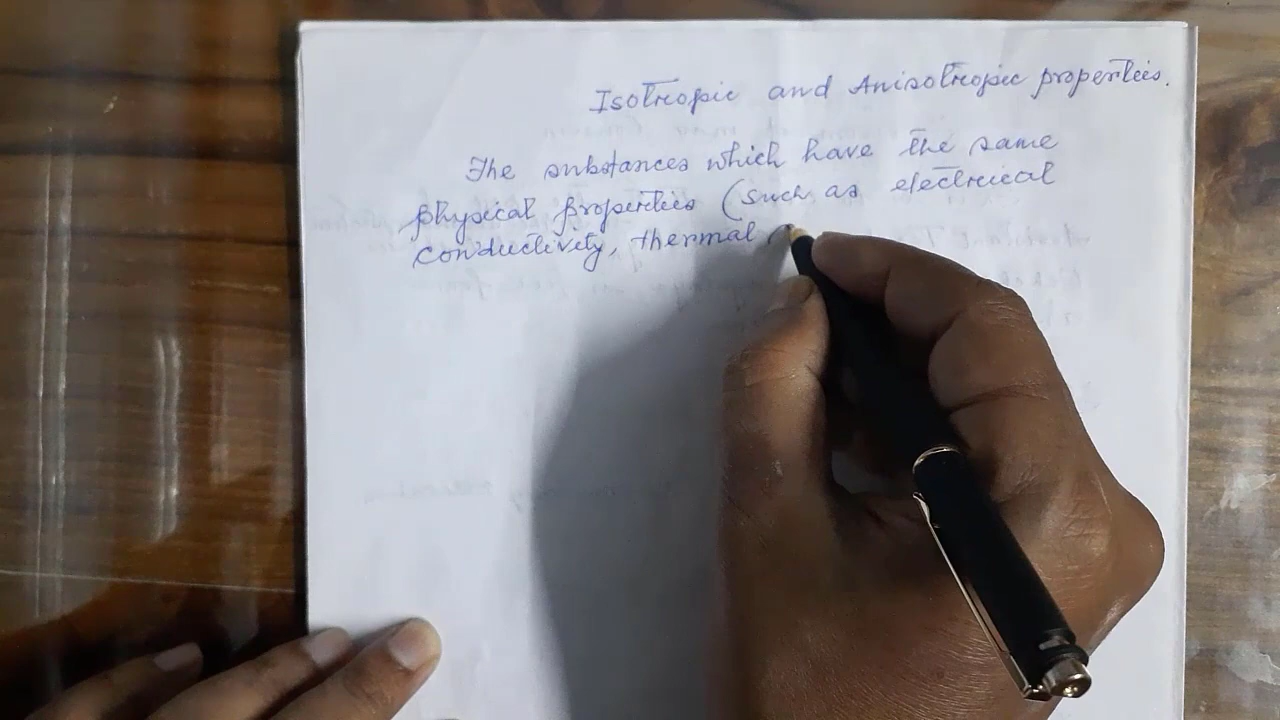 Isotropic and Anisotropic properties.
The substances which have the same
physical properties (such as electrical
conductivity, thermal